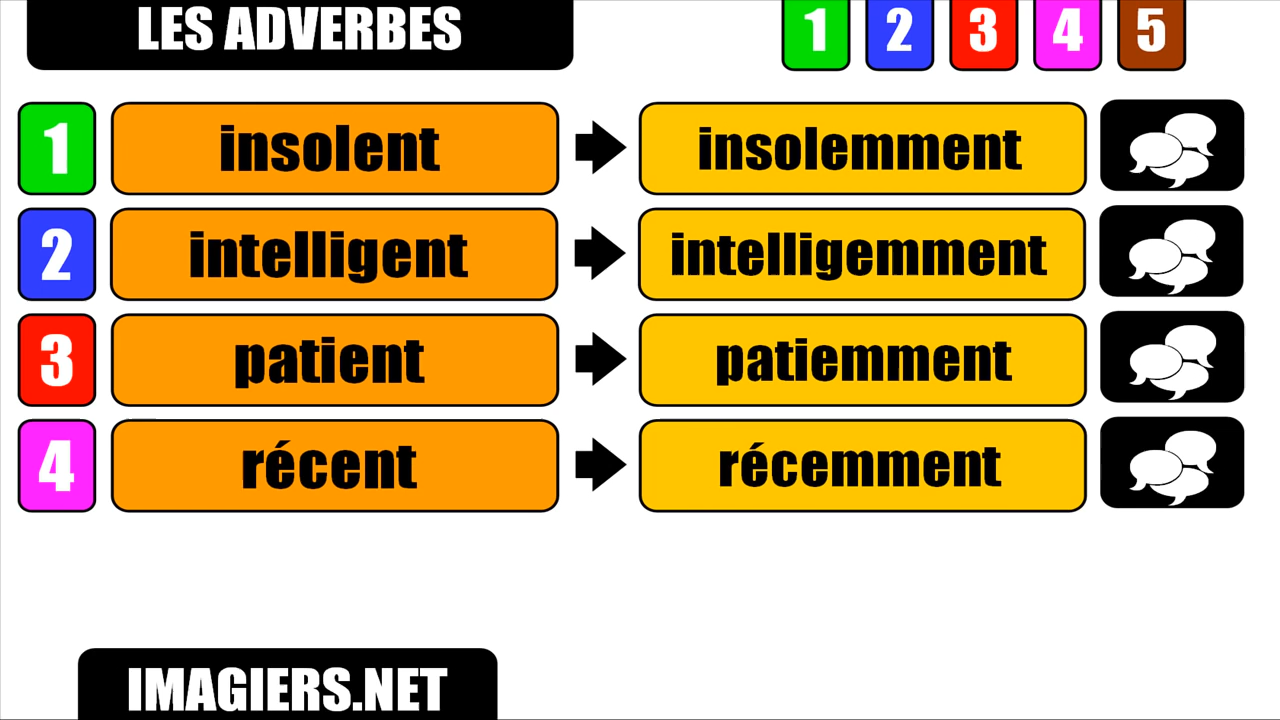 LES ADVERBES
1 2 3 4 5
1 insolent insolemment
2 intelligent intelligemment
3 patient patiemment
4 récent récemment
IMAGIERS.NET